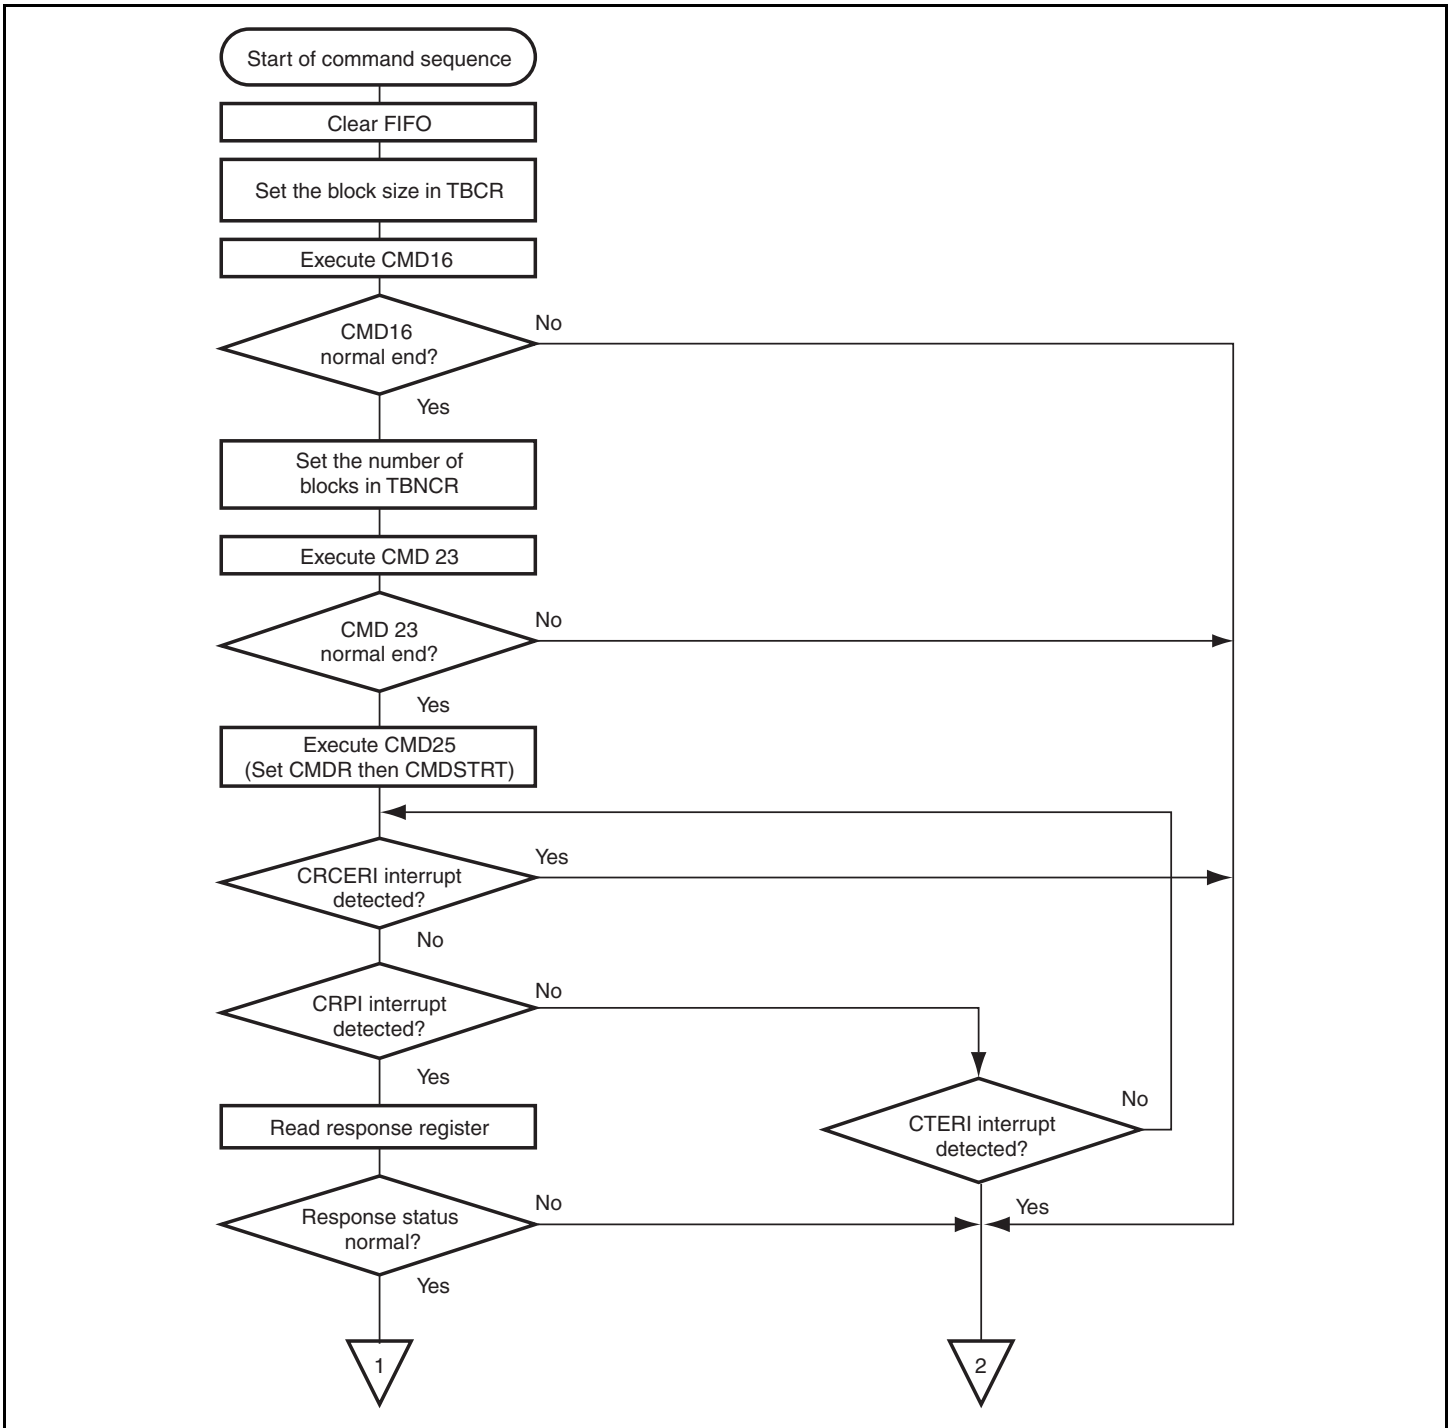 Start of command sequence
Clear FIFO
Set the block size in TBCR
Execute CMD16
CMD16
normal end?
No
Yes
Set the number of
blocks in TBNCR
Execute CMD 23
CMD 23
normal end?
No
Yes
Execute CMD25
(Set CMDR then CMDSTRT)
CRCERI interrupt
detected?
Yes
No
CRPI interrupt
detected?
No
Yes
CTERI interrupt
detected?
No
Yes
Read response register
Response status
normal?
No
Yes
1
2